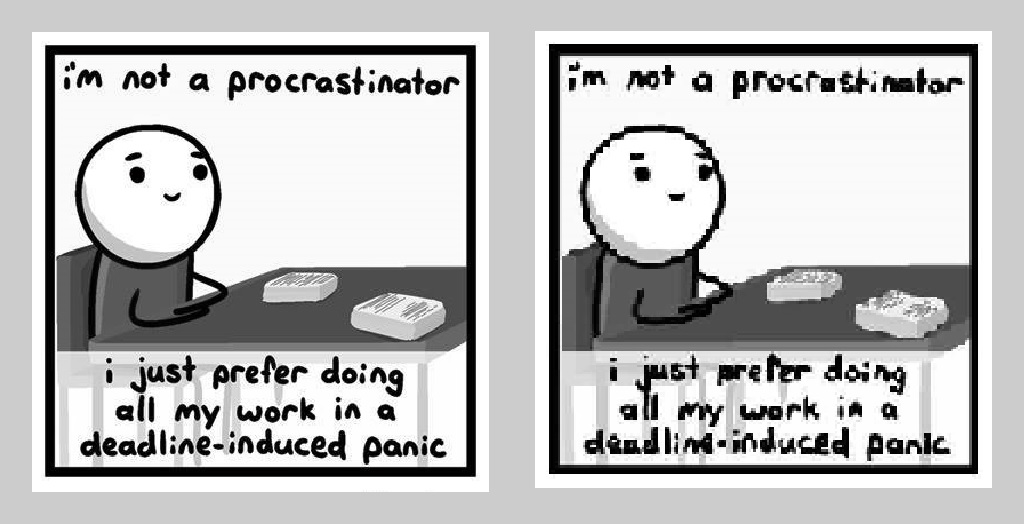 i'm not a procrastinator
i just prefer doing
all my work in a
deadline-induced panic
i'm not a procrastinator
i just prefer doing
all my work in a
deadline-induced panic